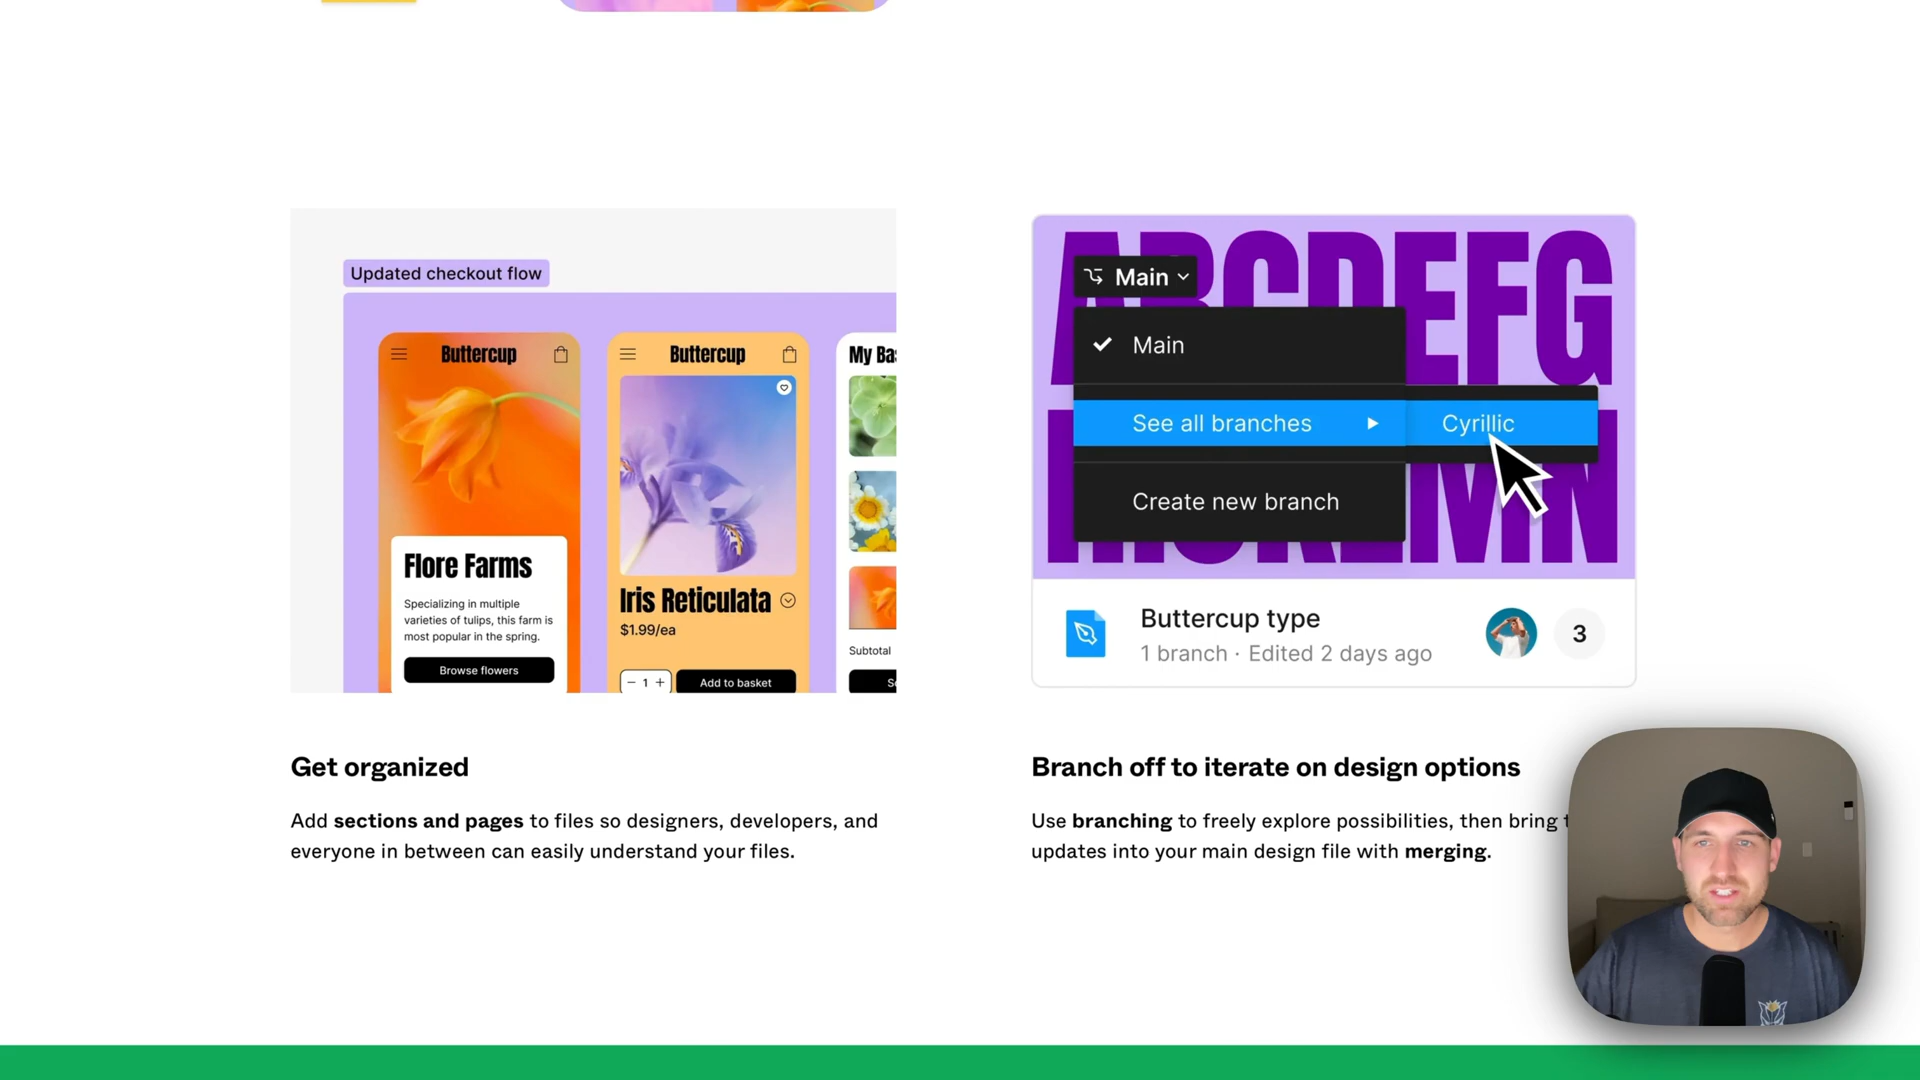 Updated checkout flow
Buttercup
Flore Farms
Specializing in multiple
varieties of tulips, this farm is
most popular in the spring.
Browse flowers
Buttercup
Iris Reticulata
$1.99/ea
− 1 +
Add to basket
My Ba
Subtotal
ABCDEFG
Main
Main
See all branches
Cyrillic
Create new branch
Buttercup type
1 branch · Edited 2 days ago
3
Get organized
Add sections and pages to files so designers, developers, and
everyone in between can easily understand your files.
Branch off to iterate on design options
Use branching to freely explore possibilities, then bring
updates into your main design file with merging.